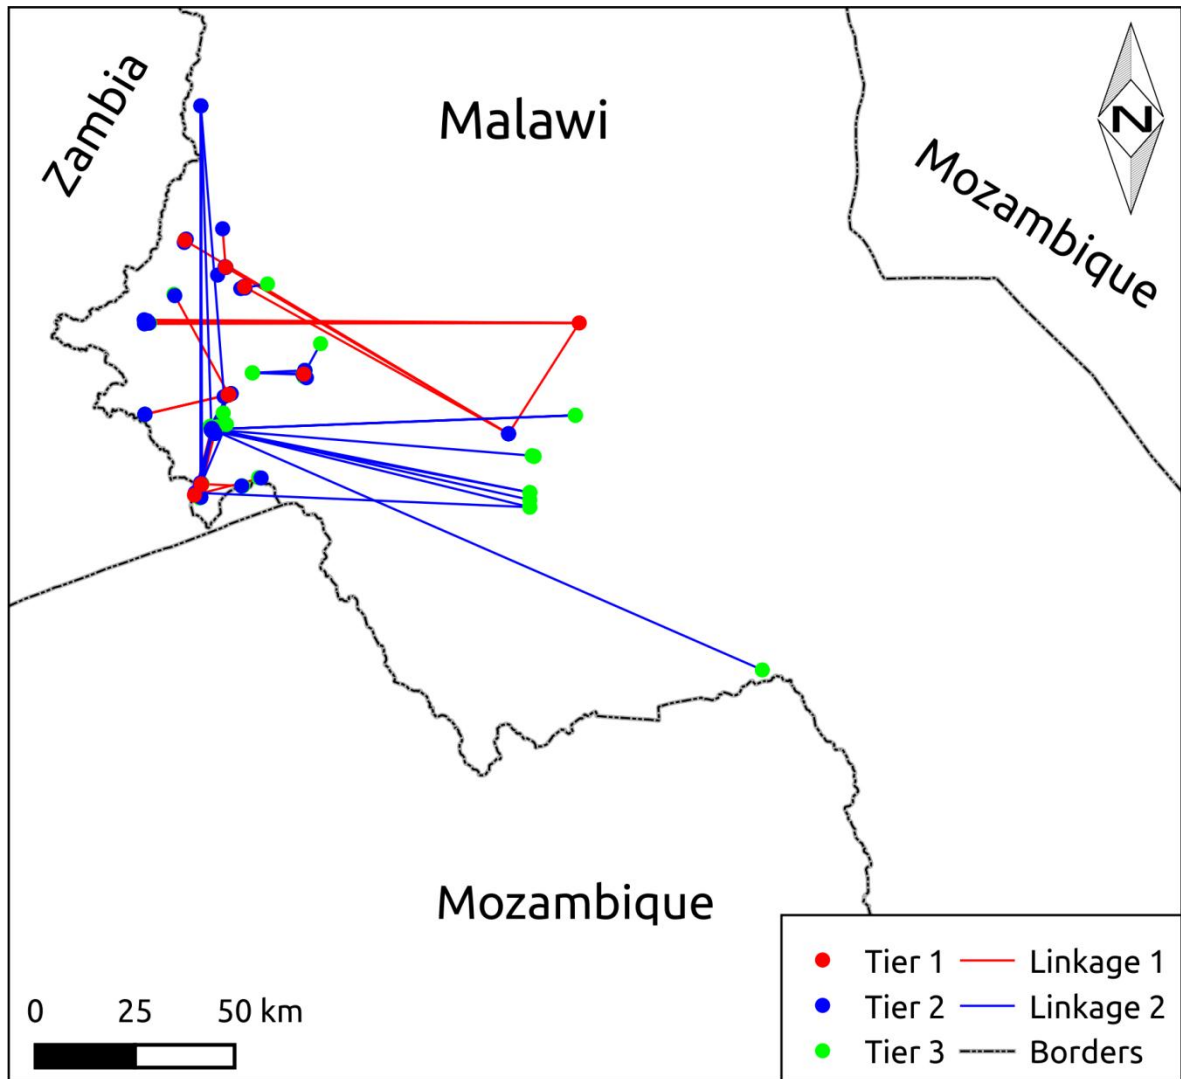 Zambia
Malawi
Mozambique
N
Mozambique
0 25 50 km
Tier 1 Linkage 1
Tier 2 Linkage 2
Tier 3 Borders